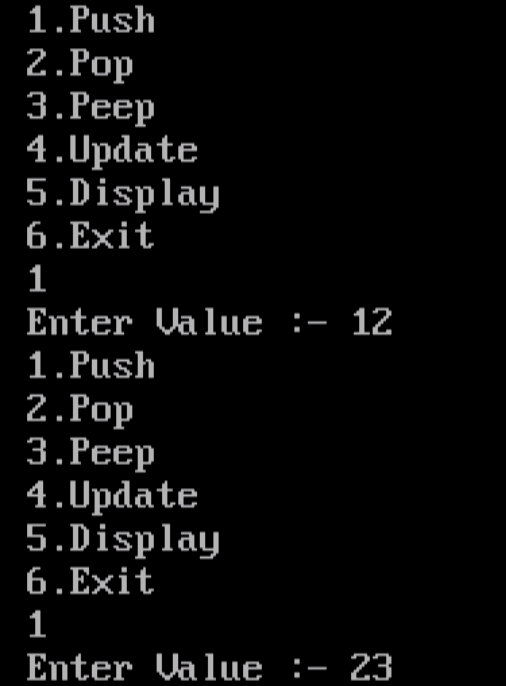 1.Push
2.Pop
3.Peep
4.Update
5.Display
6.Exit
1
Enter Value :- 12
1.Push
2.Pop
3.Peep
4.Update
5.Display
6.Exit
1
Enter Value :- 23